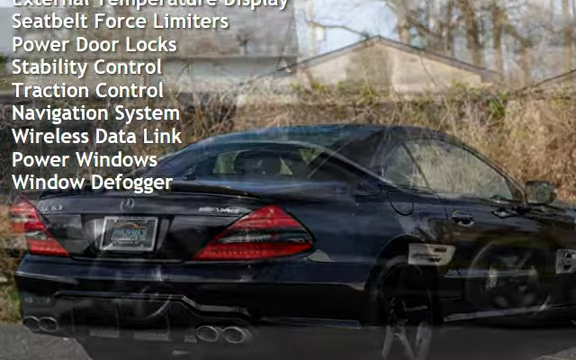 External Temperature Display
Seatbelt Force Limiters
Power Door Locks
Stability Control
Traction Control
Navigation System
Wireless Data Link
Power Windows
Window Defogger